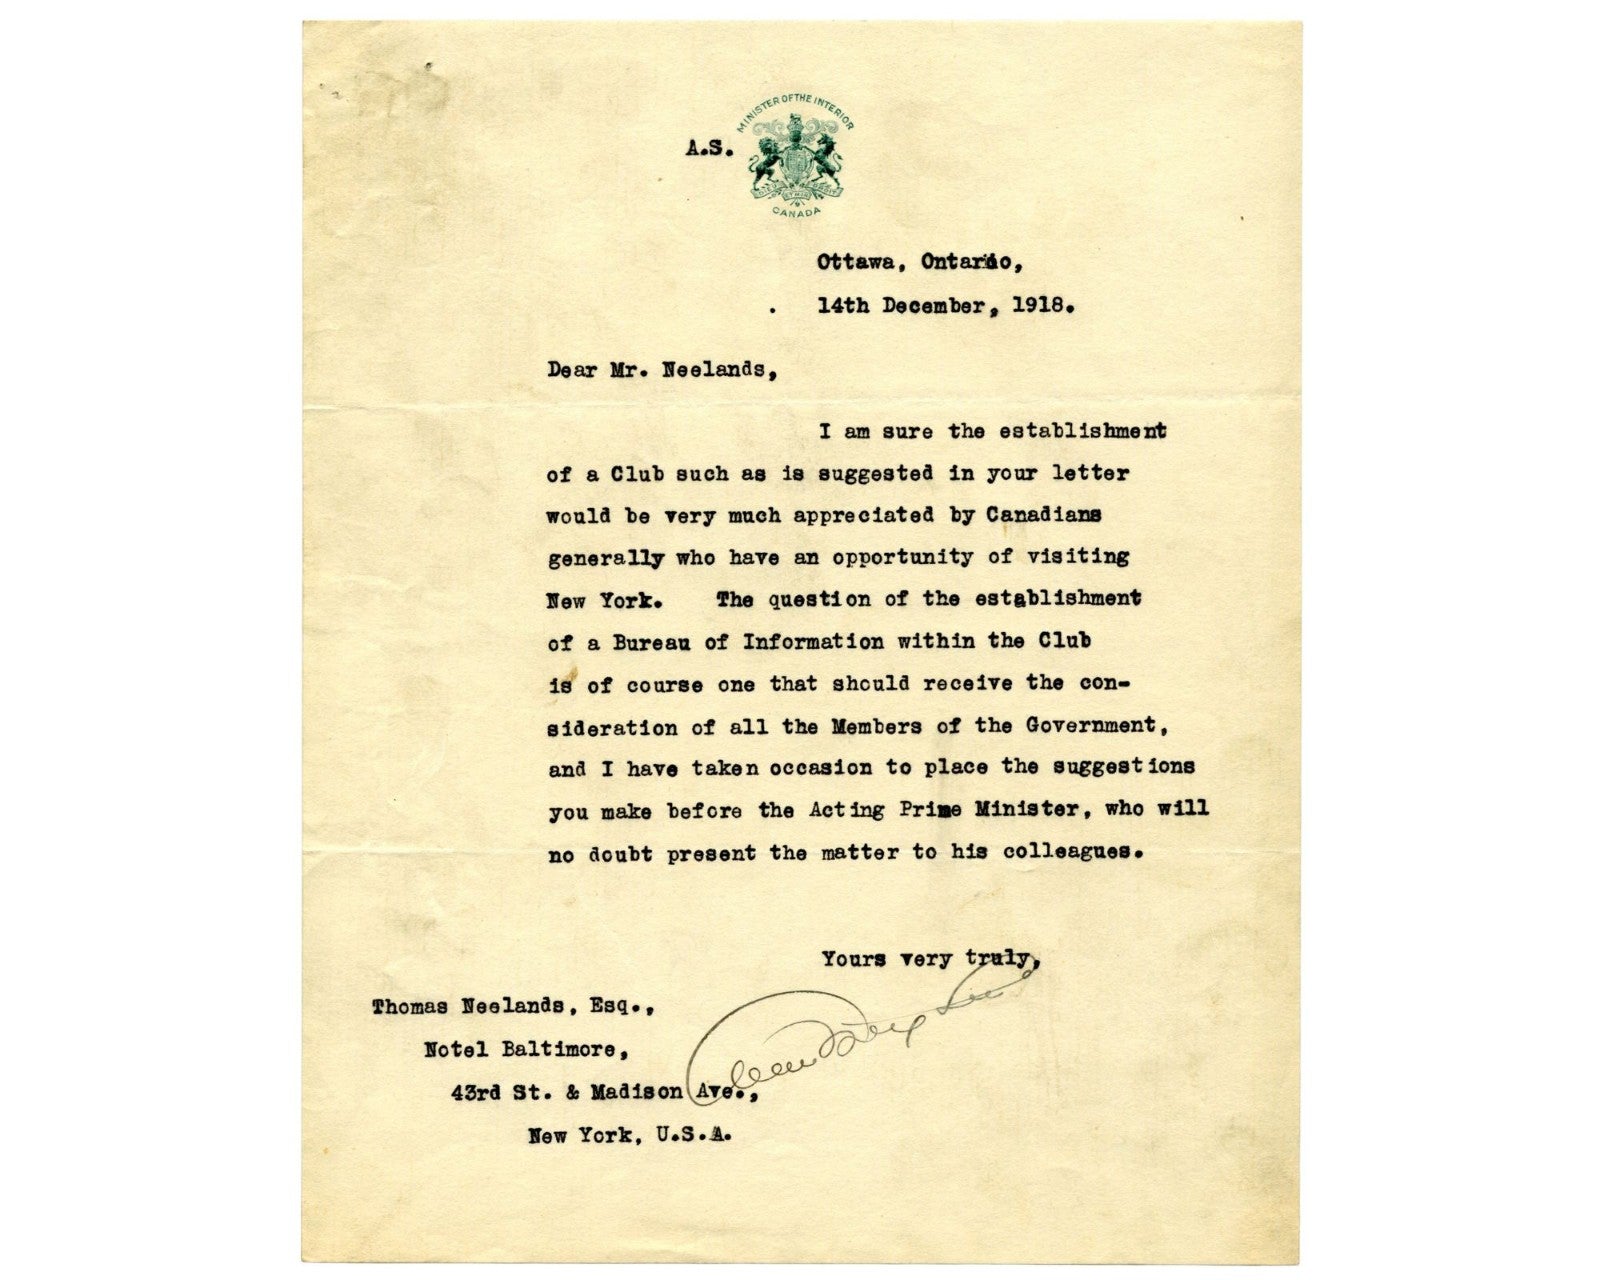 MINISTER OF THE INTERIOR
A.S.
DIEU ET MON DROIT
CANADA
Ottawa, Ontario,
14th December, 1918.
Dear Mr. Neelands,
I am sure the establishment
of a Club such as is suggested in your letter
would be very much appreciated by Canadians
generally who have an opportunity of visiting
New York. The question of the establishment
of a Bureau of Information within the Club
is of course one that should receive the con-
sideration of all the Members of the Government,
and I have taken occasion to place the suggestions
you make before the Acting Prime Minister, who will
no doubt present the matter to his colleagues.
Yours very truly,
Thomas Neelands, Esq.,
Notel Baltimore,
43rd St. & Madison Ave.,
New York, U.S.A.